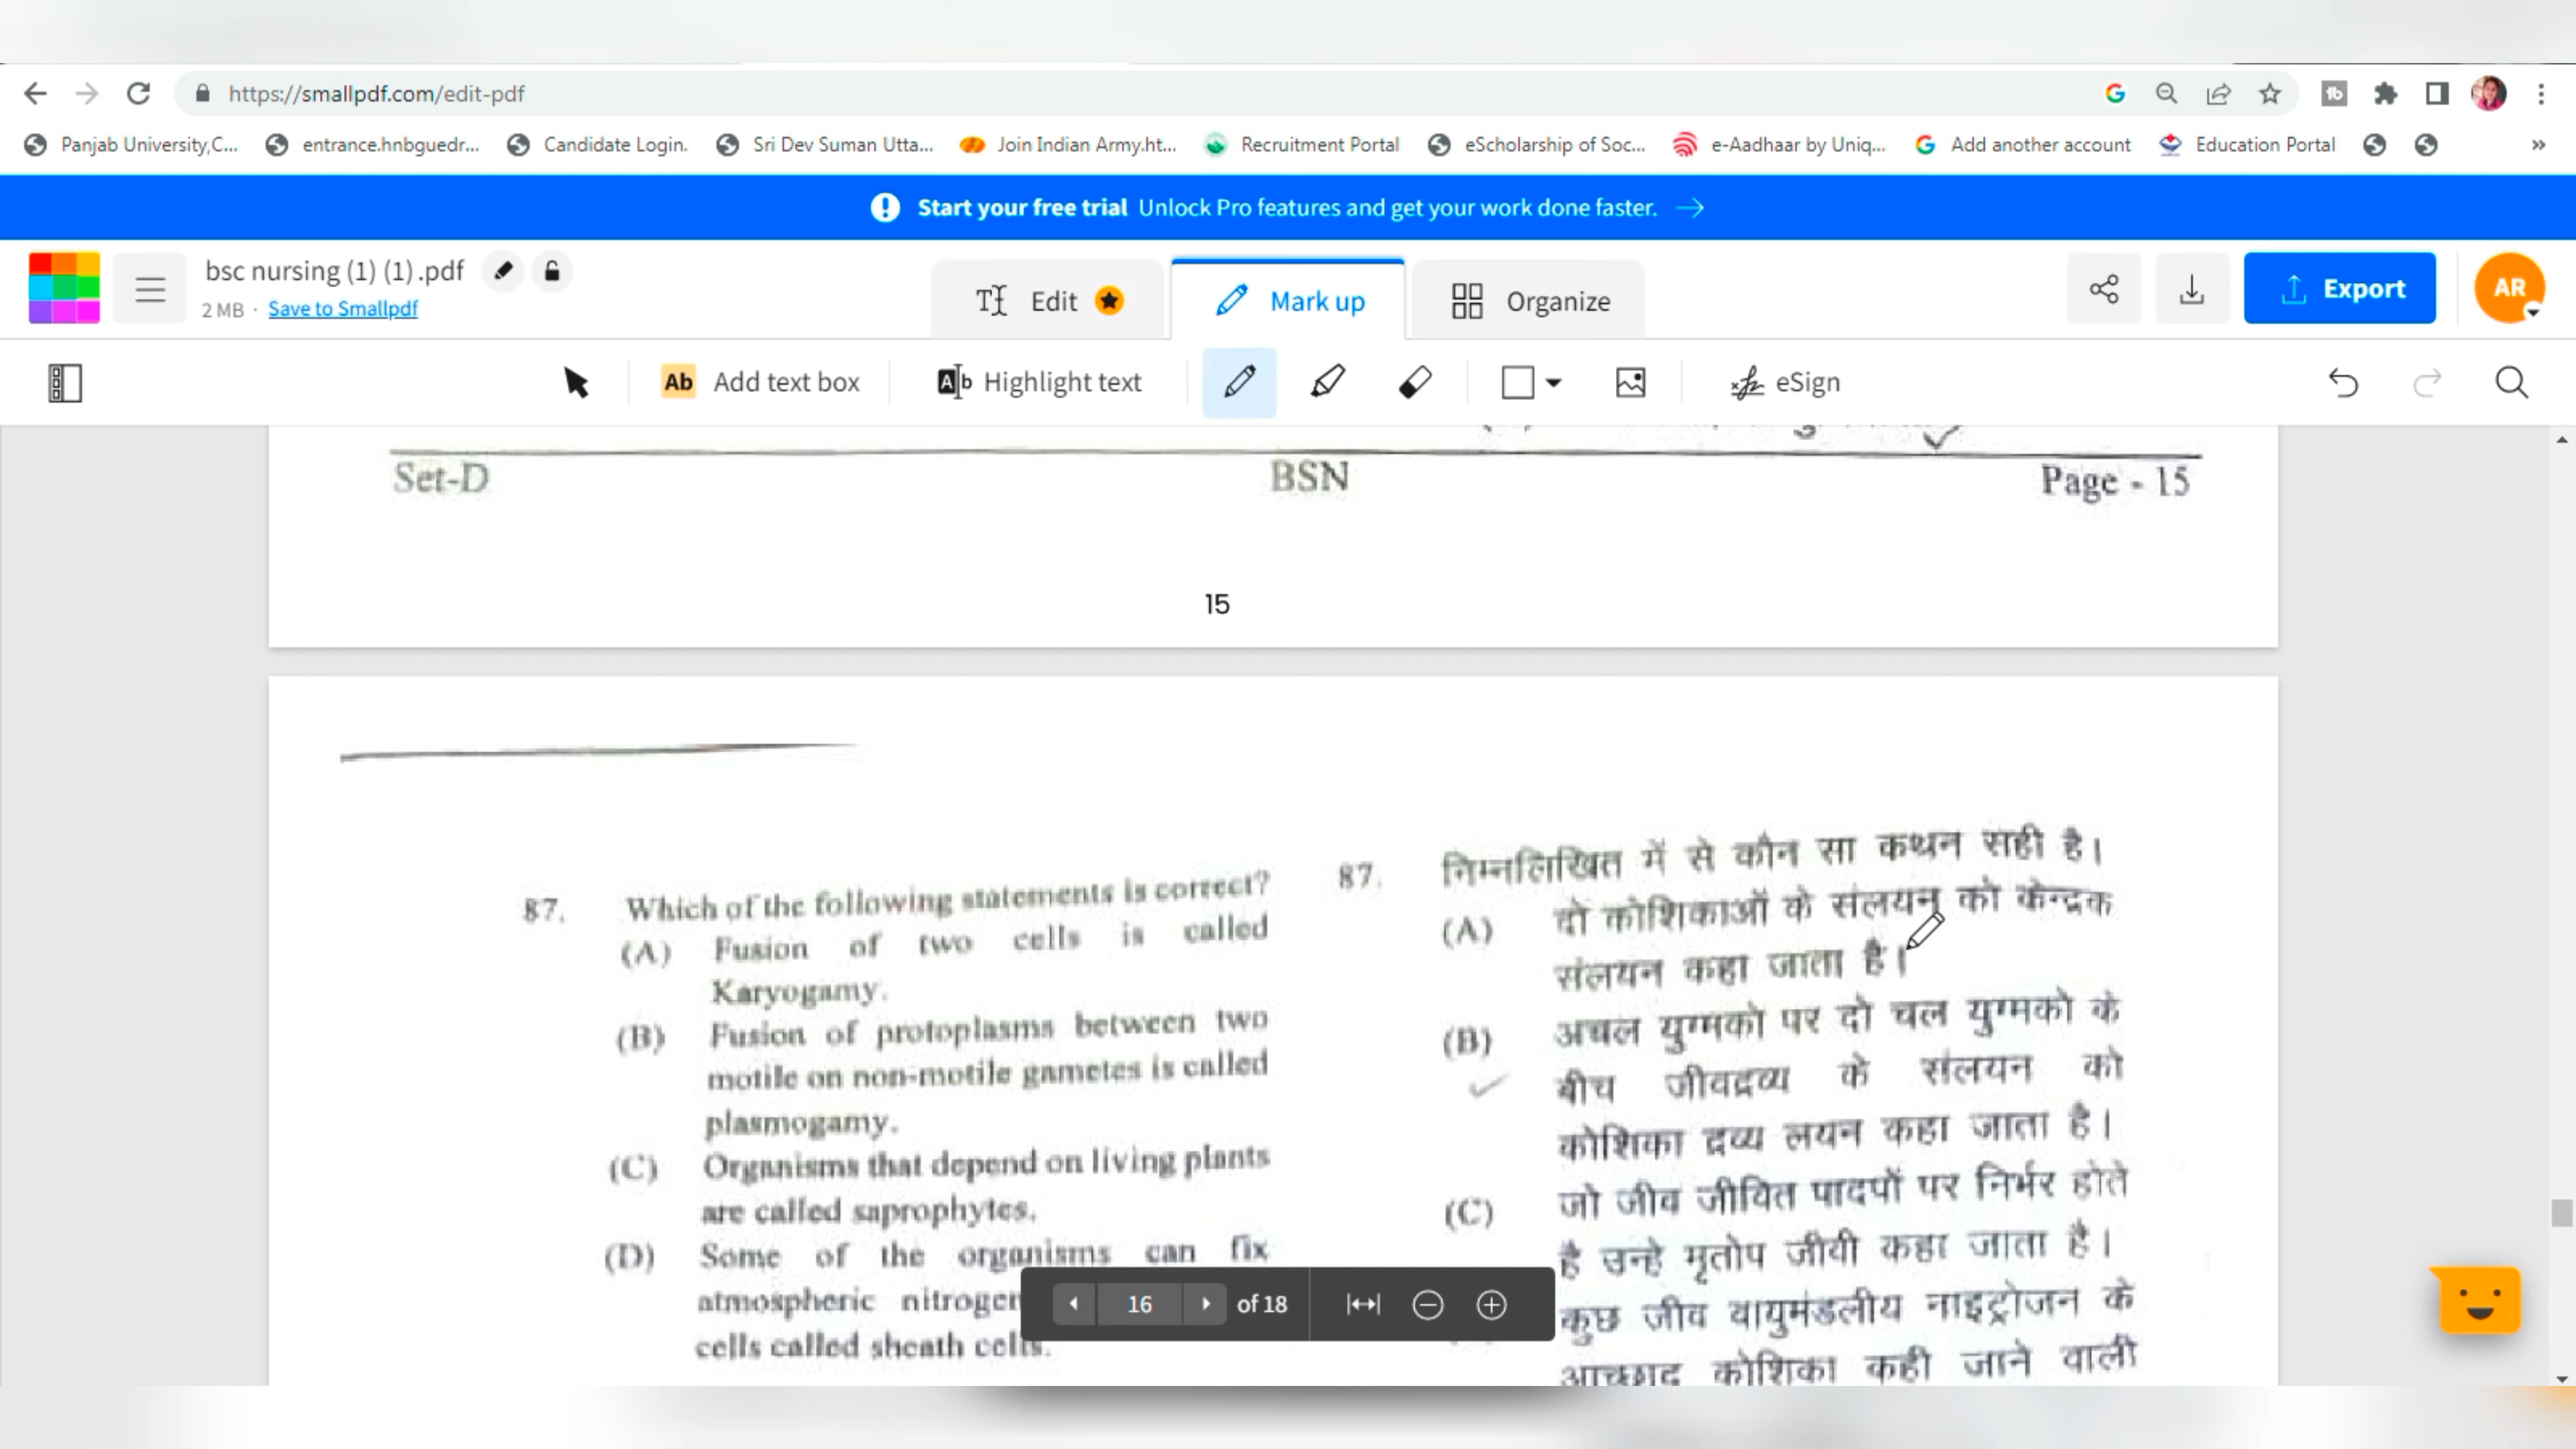 https://smallpdf.com/edit-pdf
Panjab University,C... entrance.hnbguedr... Candidate Login. Sri Dev Suman Utta... Join Indian Army.ht... Recruitment Portal eScholarship of Soc... e-Aadhaar by Uniq... Add another account Education Portal »
Start your free trial Unlock Pro features and get your work done faster. →
bsc nursing (1) (1).pdf
2 MB · Save to Smallpdf
Edit Mark up Organize
Export
AR
Ab Add text box Highlight text eSign
Set-D BSN Page - 15
15
87. Which of the following statements is correct?
(A) Fusion of two cells is called
Karyogamy.
(B) Fusion of protoplasms between two
motile on non-motile gametes is called
plasmogamy.
(C) Organisms that depend on living plants
are called saprophytes.
(D) Some of the organisms can fix
atmospheric nitrogen
cells called sheath cells.
87. निम्नलिखित में से कौन सा कथन सही है।
(A) दो कोशिकाओं के संलयन को केन्द्रक
संलयन कहा जाता है।
(B) अचल युग्मको पर दो चल युग्मको के
बीच जीवद्रव्य के संलयन को
कोशिका द्रव्य लयन कहा जाता है।
(C) जो जीव जीवित पादपों पर निर्भर होते
है उन्हे मृतोप जीवी कहा जाता है।
कुछ जीव वायुमंडलीय नाइट्रोजन के
आच्छाद कोशिका कही जाने वाली
16 of 18